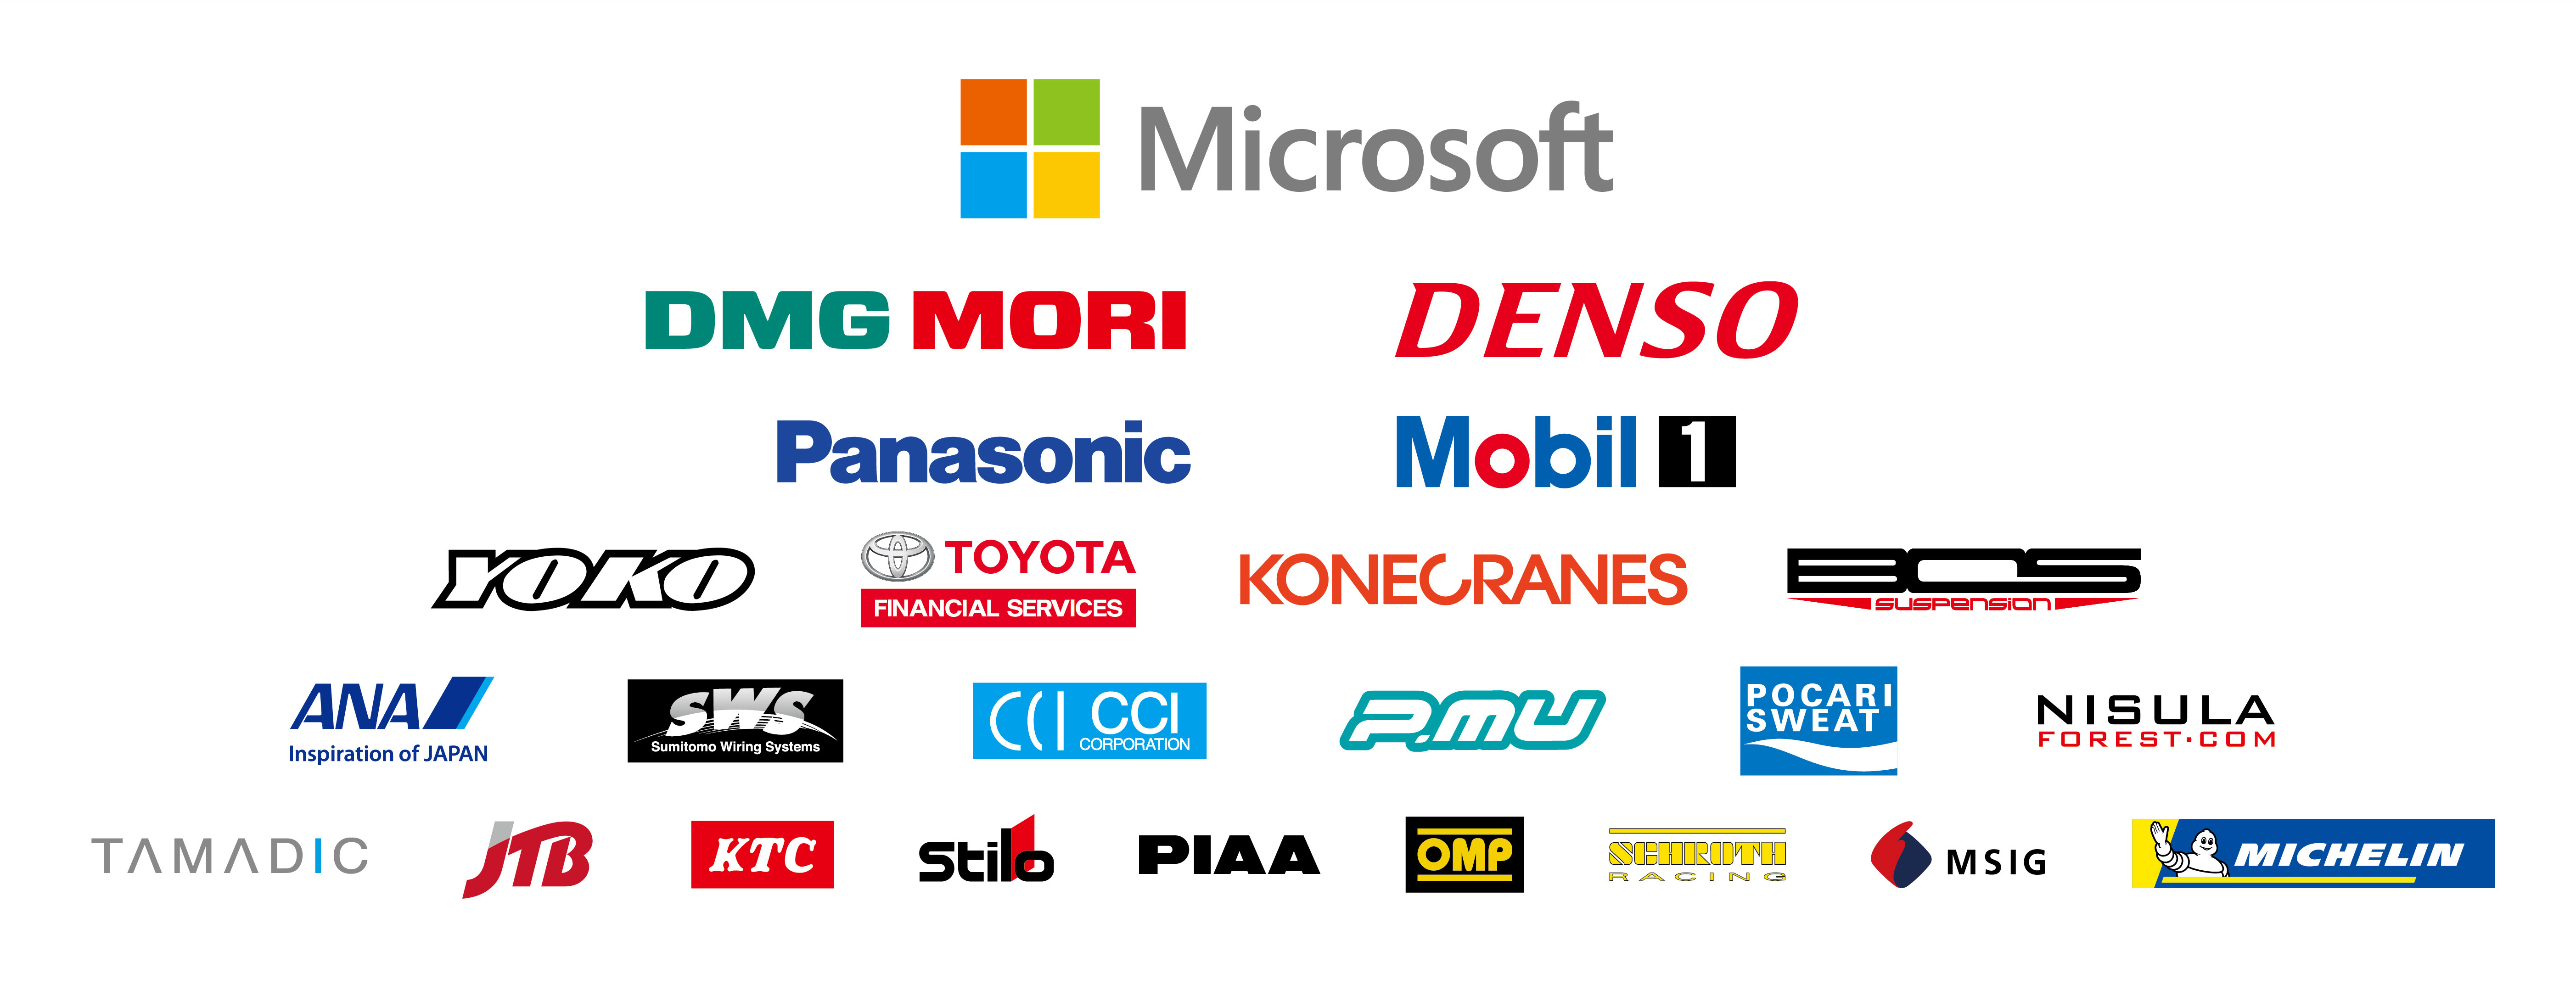 Microsoft
DMG MORI
DENSO
Panasonic
Mobil 1
YOKO
TOYOTA
FINANCIAL SERVICES
KONECRANES
BOS
SUSPENSION
ANA
Inspiration of JAPAN
SWS
Sumitomo Wiring Systems
CCI
CCI
CORPORATION
P.MU
POCARI
SWEAT
NISULA
FOREST.COM
TAMADIC
JTB
KTC
Stilo
PIAA
OMP
SCHROTH
RACING
MSIG
MICHELIN